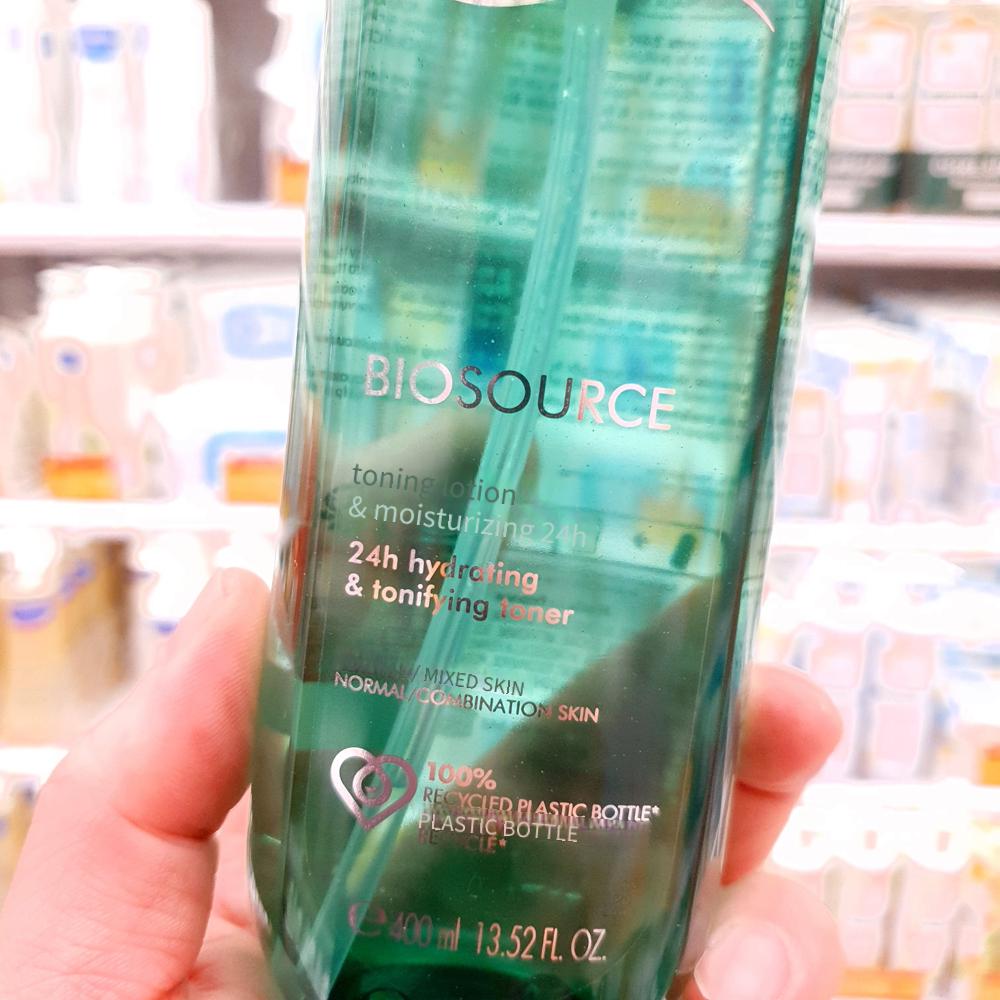 BIOSOURCE
toning lotion
& moisturizing 24h
24h hydrating
& tonifying toner
/ MIXED SKIN
NORMAL/COMBINATION SKIN
100%
RECYCLED PLASTIC BOTTLE*
PLASTIC BOTTLE
e 400 ml 13.52 FL. OZ.